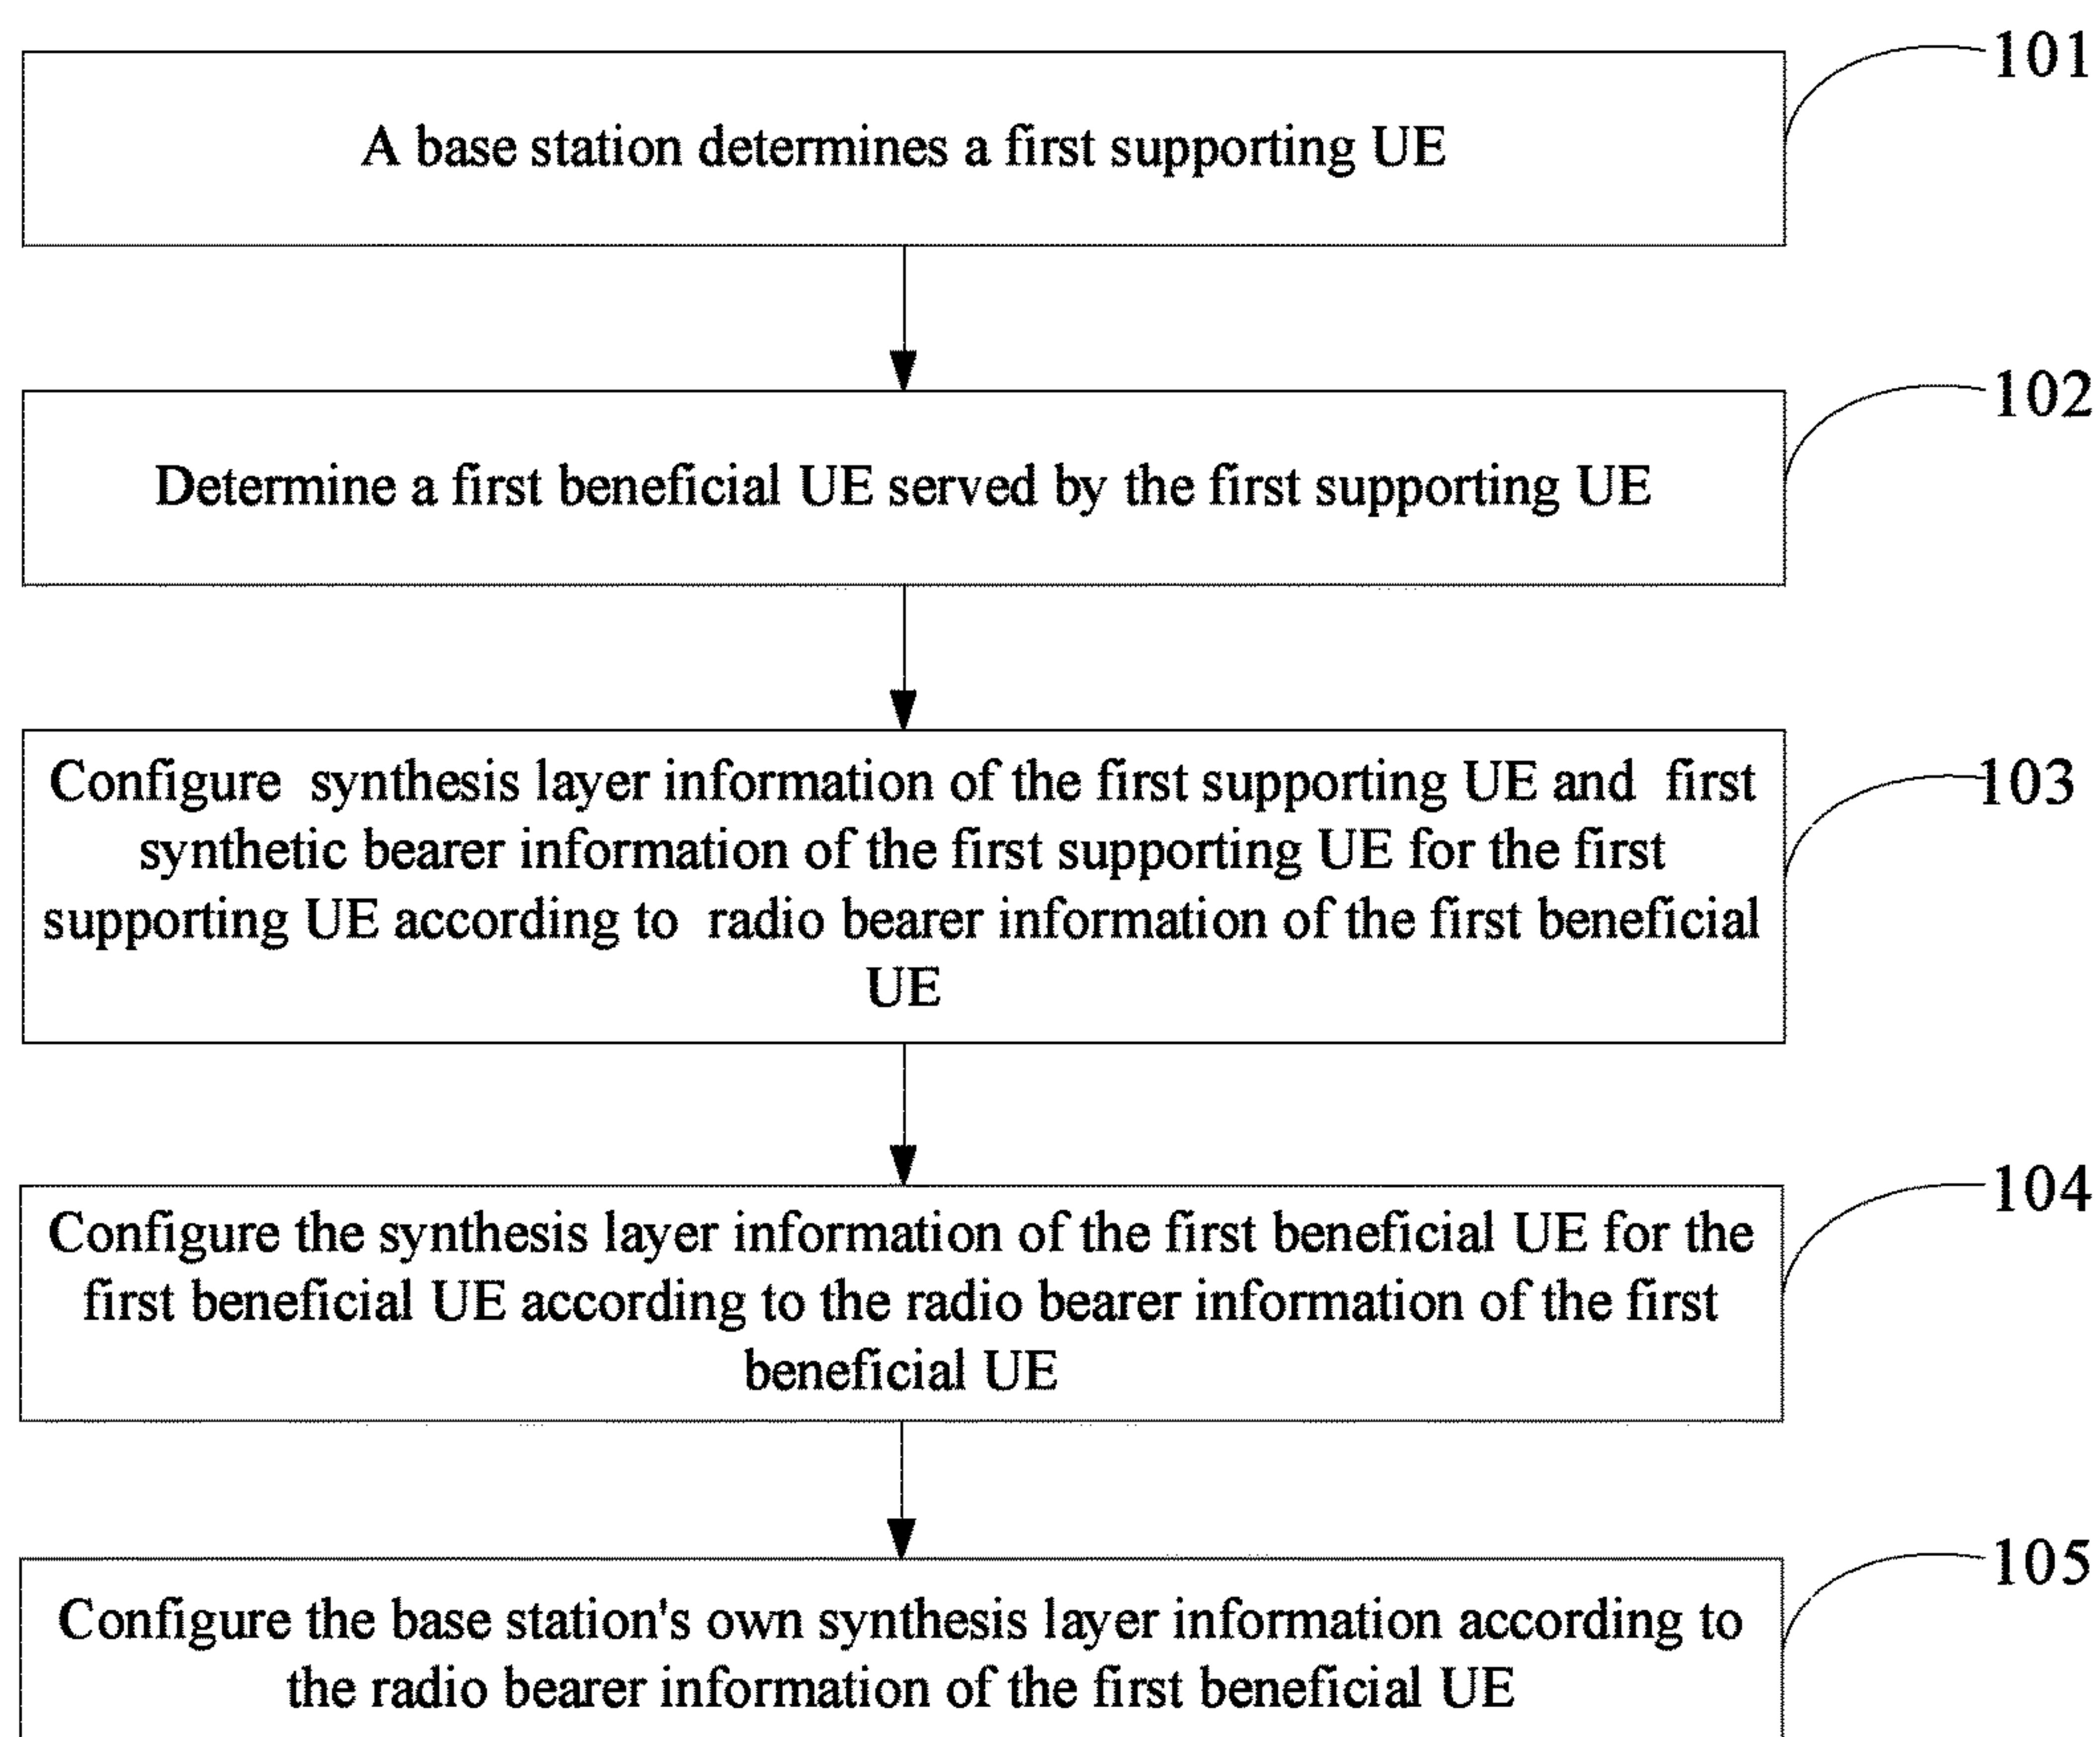 101
A base station determines a first supporting UE
102
Determine a first beneficial UE served by the first supporting UE
103
Configure synthesis layer information of the first supporting UE and first
synthetic bearer information of the first supporting UE for the first
supporting UE according to radio bearer information of the first beneficial
UE
104
Configure the synthesis layer information of the first beneficial UE for the
first beneficial UE according to the radio bearer information of the first
beneficial UE
105
Configure the base station's own synthesis layer information according to
the radio bearer information of the first beneficial UE